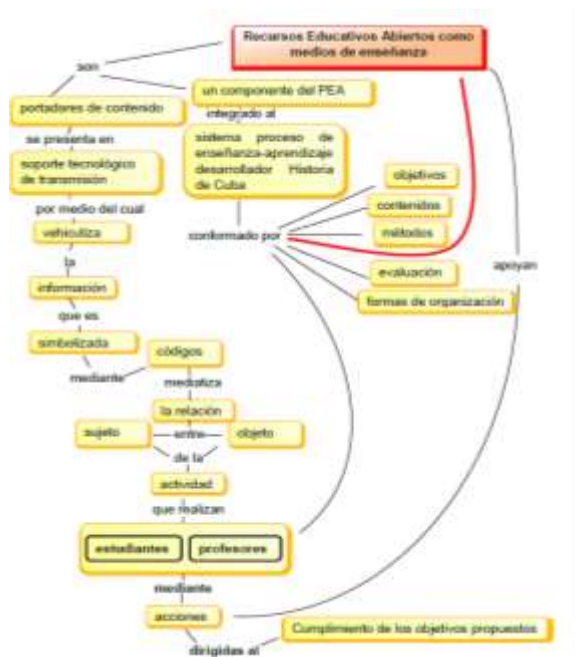 Recursos Educativos Abiertos como
medios de enseñanza
son
un componente del PEA
portadores de contenido
integrado al
se presenta en
sistema proceso de
enseñanza-aprendizaje
desarrollador Historia
de Cuba
soporte tecnológico
de transmisión
objetivos
por medio del cual
contenidos
vehiculiza
conformado por
métodos
la
evaluación
apoyan
información
formas de organización
que es
simbolizada
códigos
mediante
mediatiza
la relación
sujeto
entre
objeto
de la
actividad
que realizan
estudiantes
profesores
mediante
acciones
Cumplimiento de los objetivos propuestos
dirigidas al